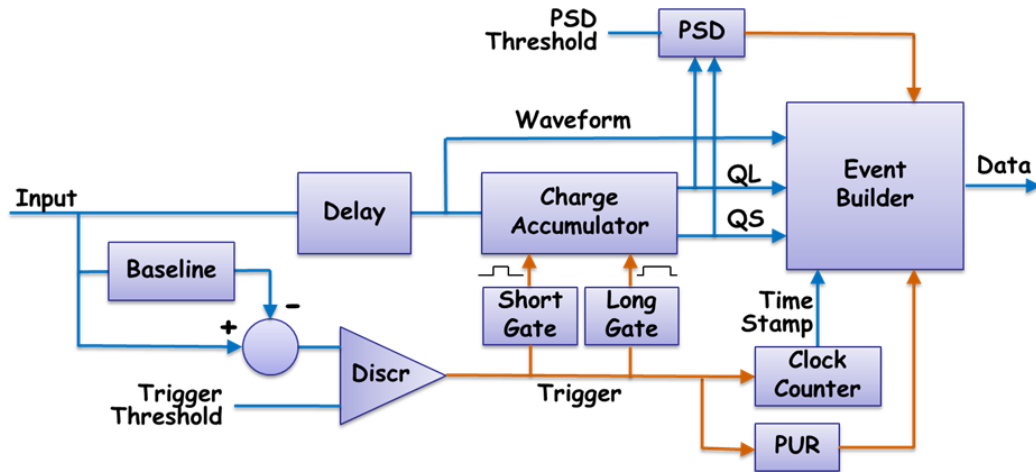 PSD
Threshold
PSD
Waveform
Input
Delay
Charge
Accumulator
QL
QS
Event
Builder
Data
Baseline
-
+
Short
Gate
Long
Gate
Time
Stamp
Discr
Trigger
Clock
Counter
Trigger
Threshold
PUR